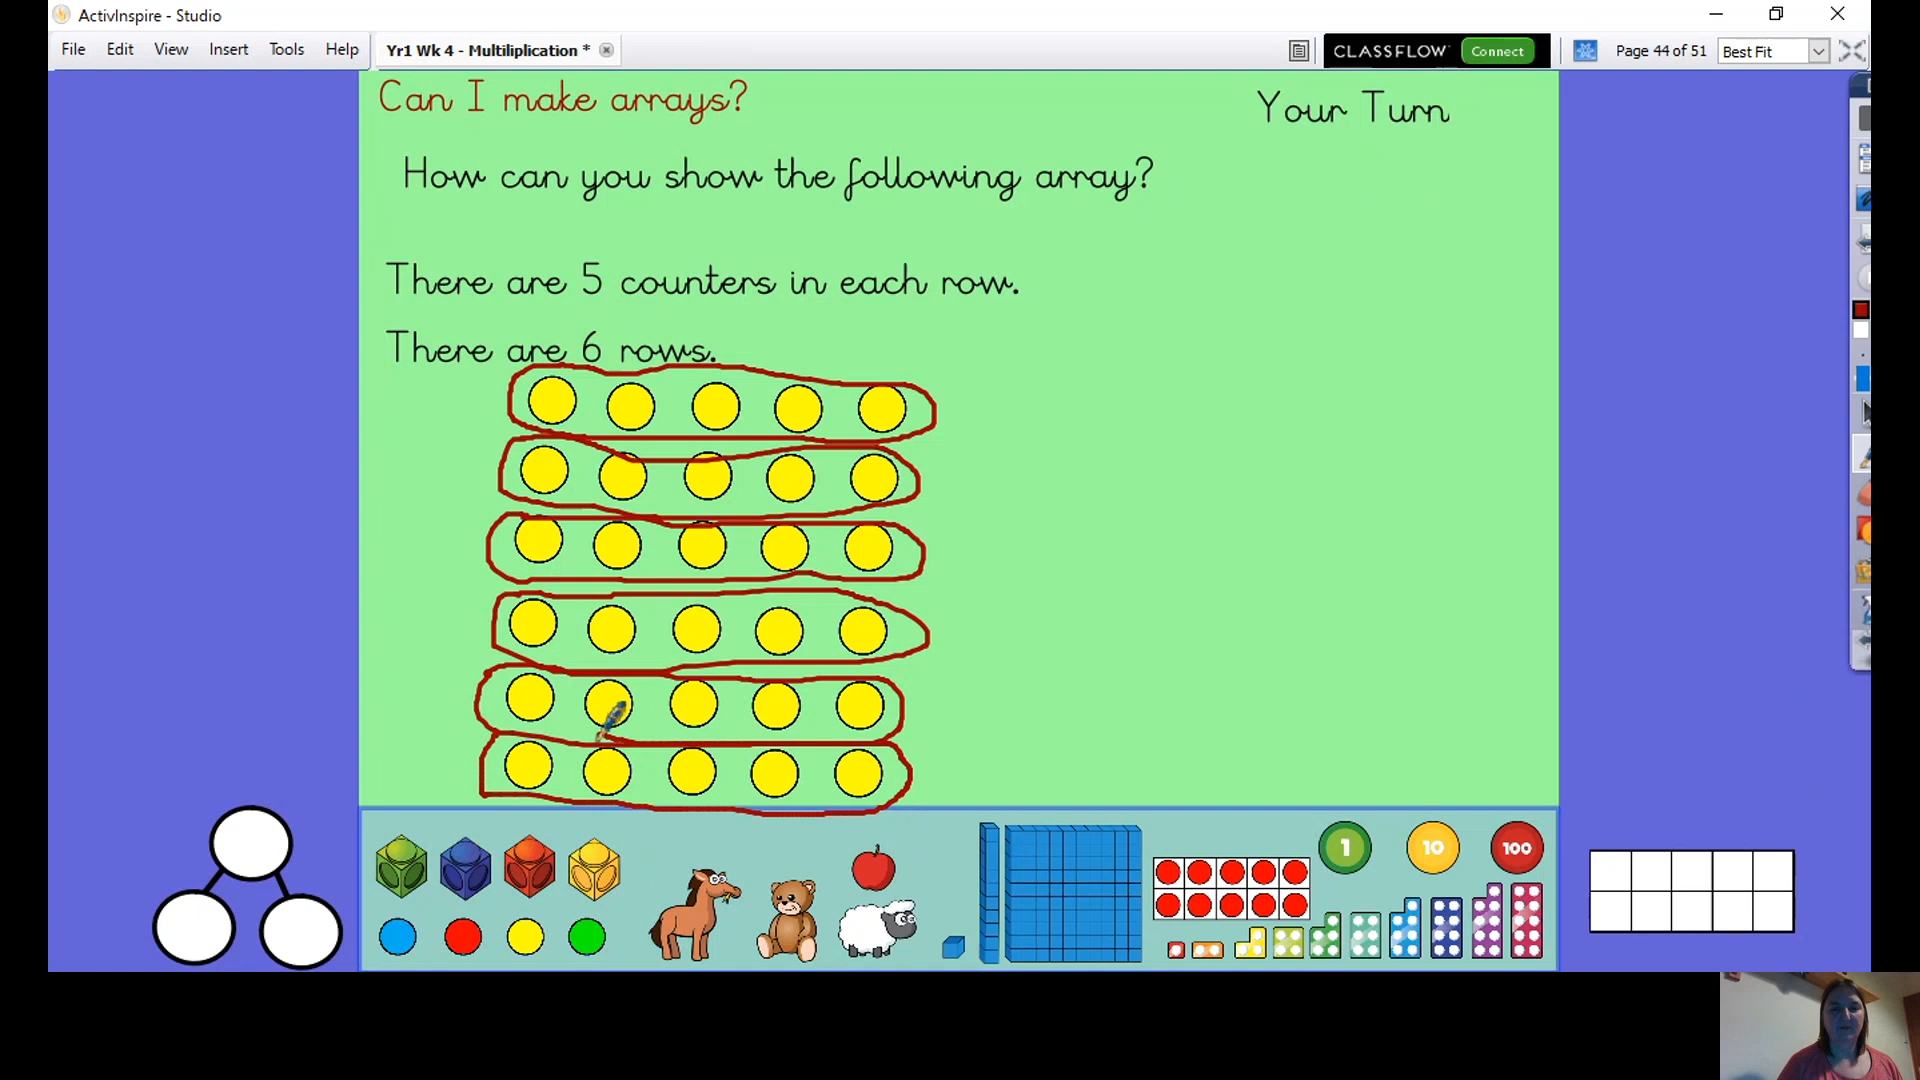 ActivInspire - Studio
File Edit View Insert Tools Help
Yr1 Wk 4 - Multiliplication *
CLASSFLOW Connect
Page 44 of 51
Best Fit
Can I make arrays?
Your Turn
How can you show the following array?
There are 5 counters in each row.
There are 6 rows.
1 10 100